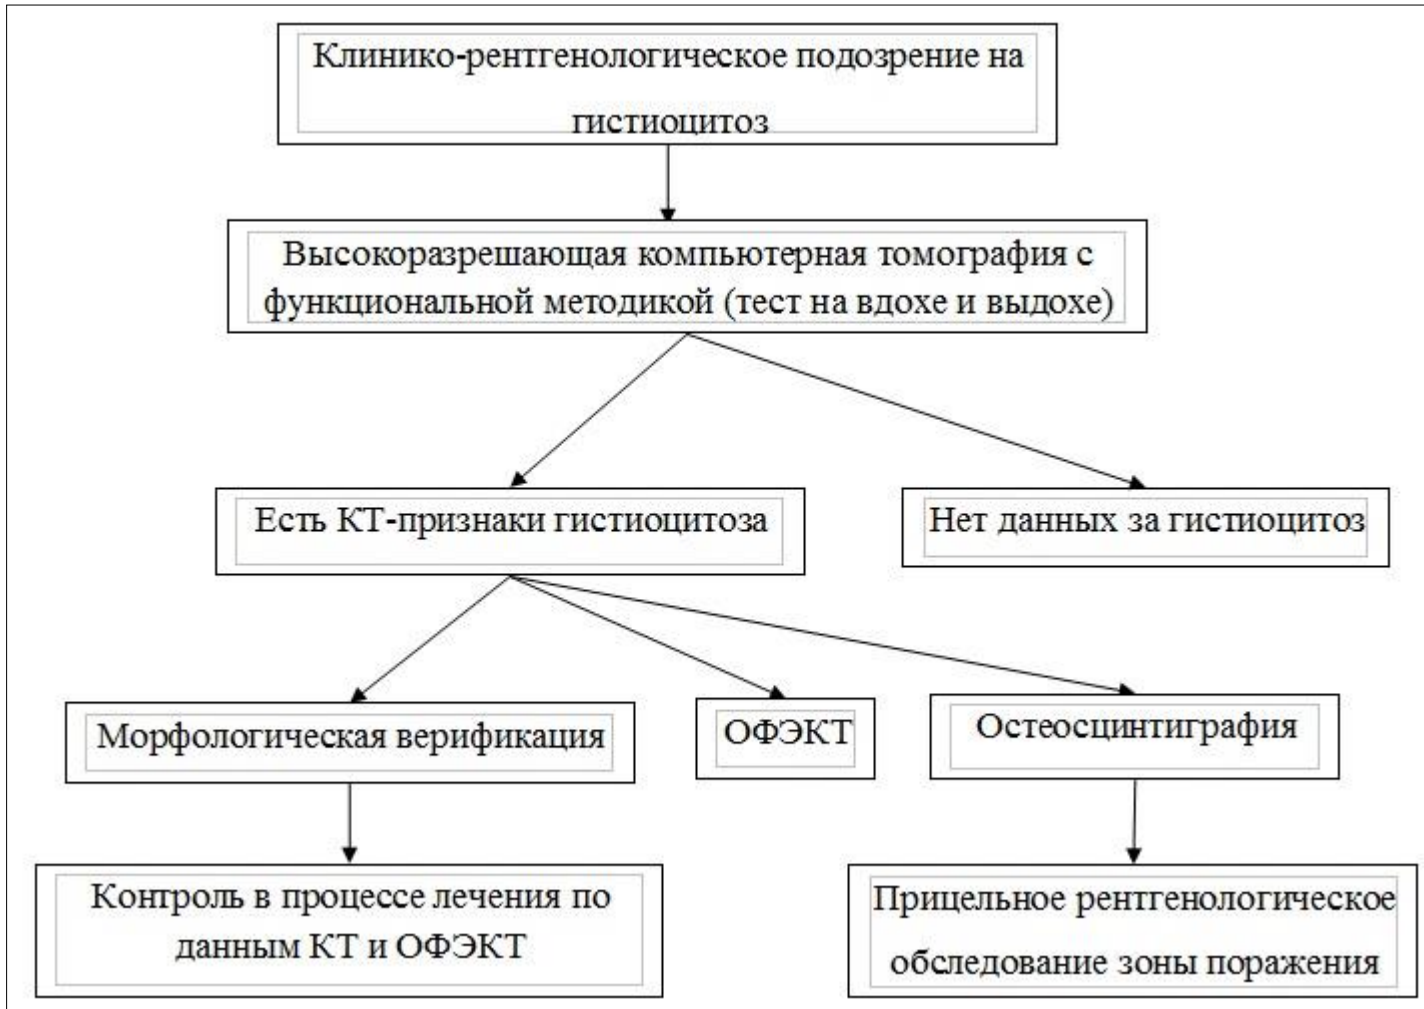 Клинико-рентгенологическое подозрение на
гистиоцитоз
Высокоразрешающая компьютерная томография с
функциональной методикой (тест на вдохе и выдохе)
Есть КТ-признаки гистиоцитоза
Нет данных за гистиоцитоз
Морфологическая верификация
ОФЭКТ
Остеосцинтиграфия
Контроль в процессе лечения по
данным КТ и ОФЭКТ
Прицельное рентгенологическое
обследование зоны поражения